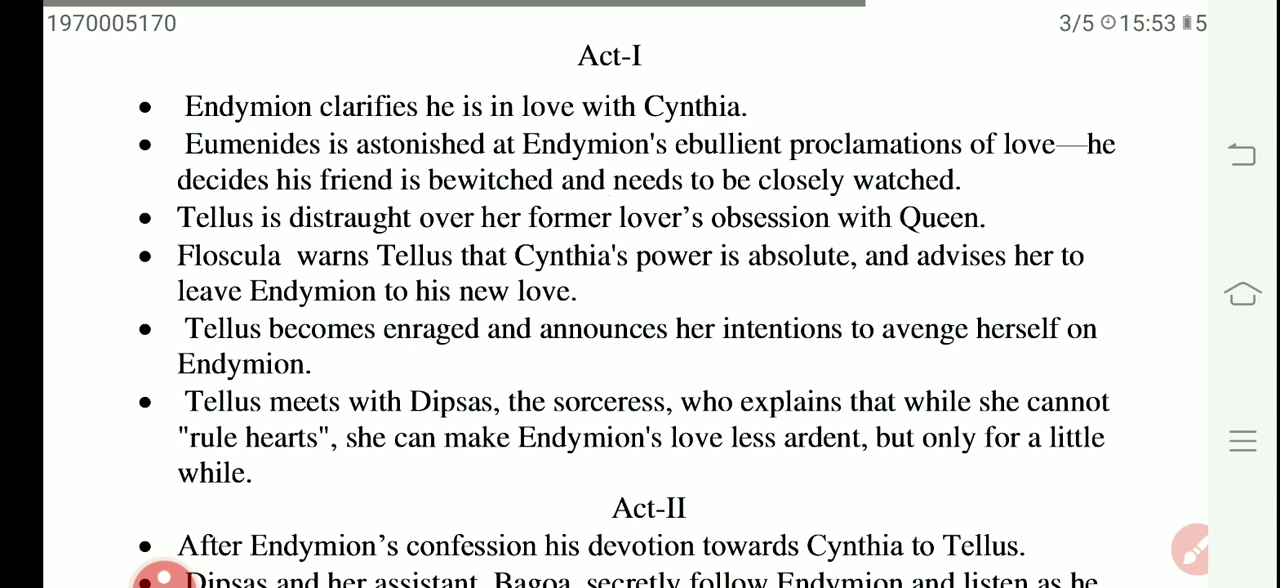 1970005170
3/5 15:53 5
Act-I
• Endymion clarifies he is in love with Cynthia.
• Eumenides is astonished at Endymion's ebullient proclamations of love—he
decides his friend is bewitched and needs to be closely watched.
• Tellus is distraught over her former lover’s obsession with Queen.
• Floscula warns Tellus that Cynthia's power is absolute, and advises her to
leave Endymion to his new love.
• Tellus becomes enraged and announces her intentions to avenge herself on
Endymion.
• Tellus meets with Dipsas, the sorceress, who explains that while she cannot
"rule hearts", she can make Endymion's love less ardent, but only for a little
while.
Act-II
• After Endymion’s confession his devotion towards Cynthia to Tellus.
• Dipsas and her assistant, Bagoa, secretly follow Endymion and listen as he